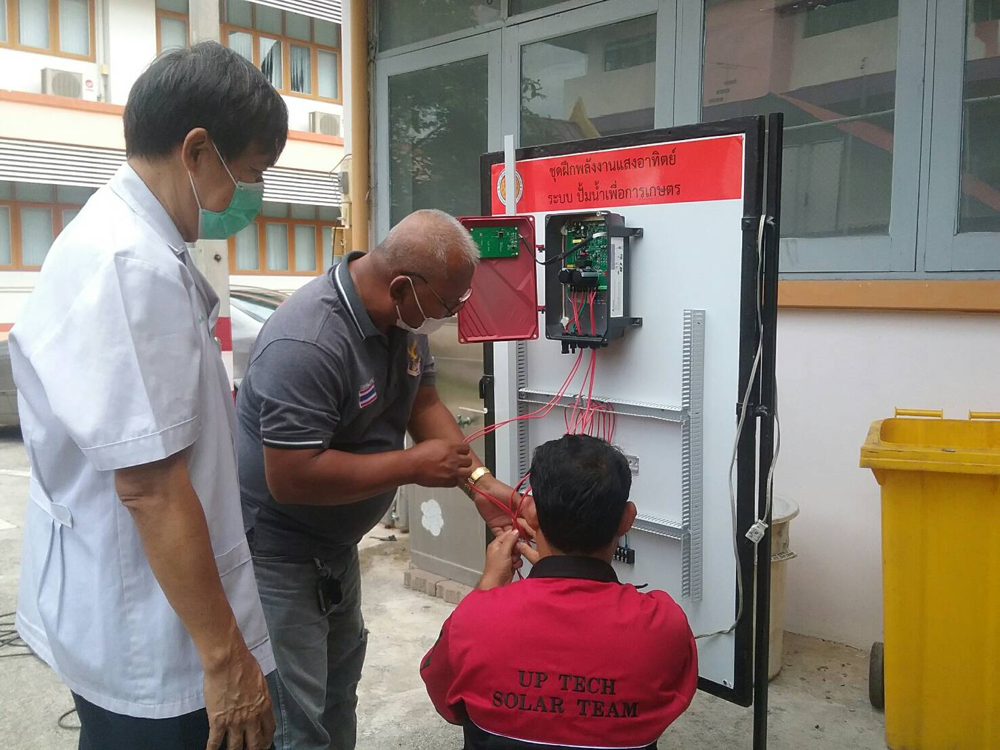 ชุดฝึกพลังงานแสงอาทิตย์
ระบบ ปั้มน้ำเพื่อการเกษตร
UP TECH
SOLAR TEAM